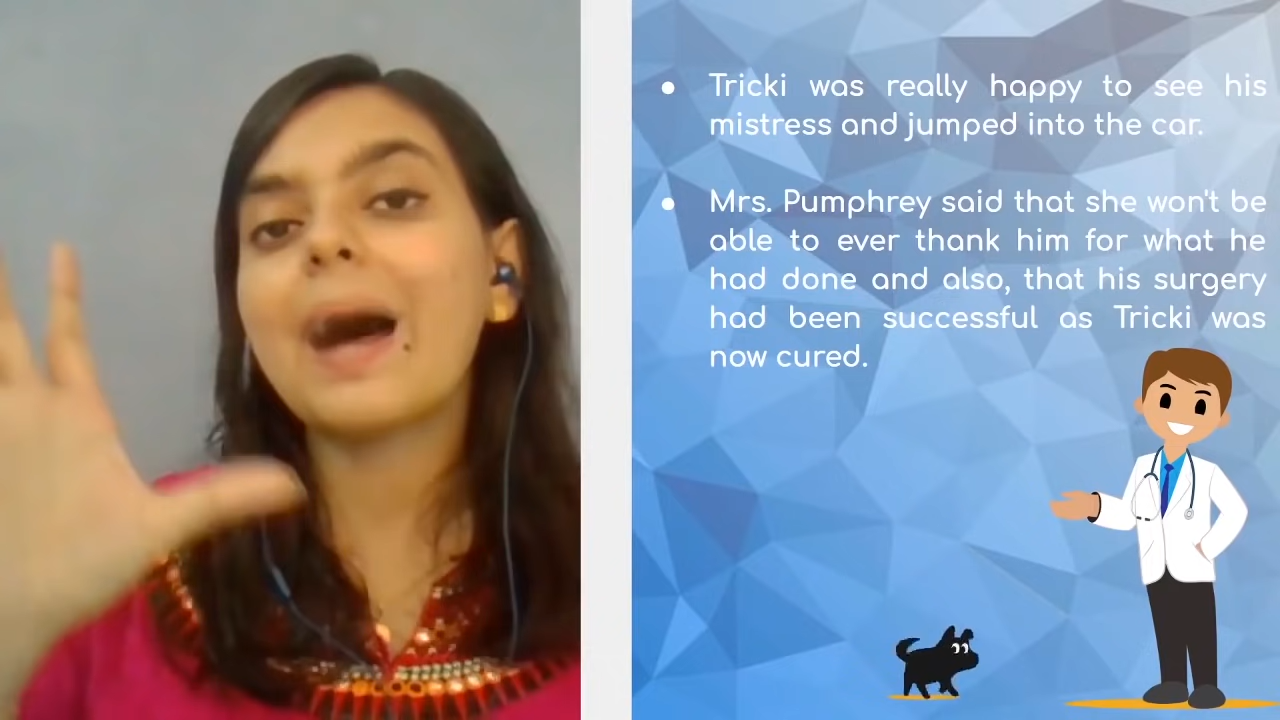 Tricki was really happy to see his
mistress and jumped into the car.
Mrs. Pumphrey said that she won't be
able to ever thank him for what he
had done and also, that his surgery
had been successful as Tricki was
now cured.